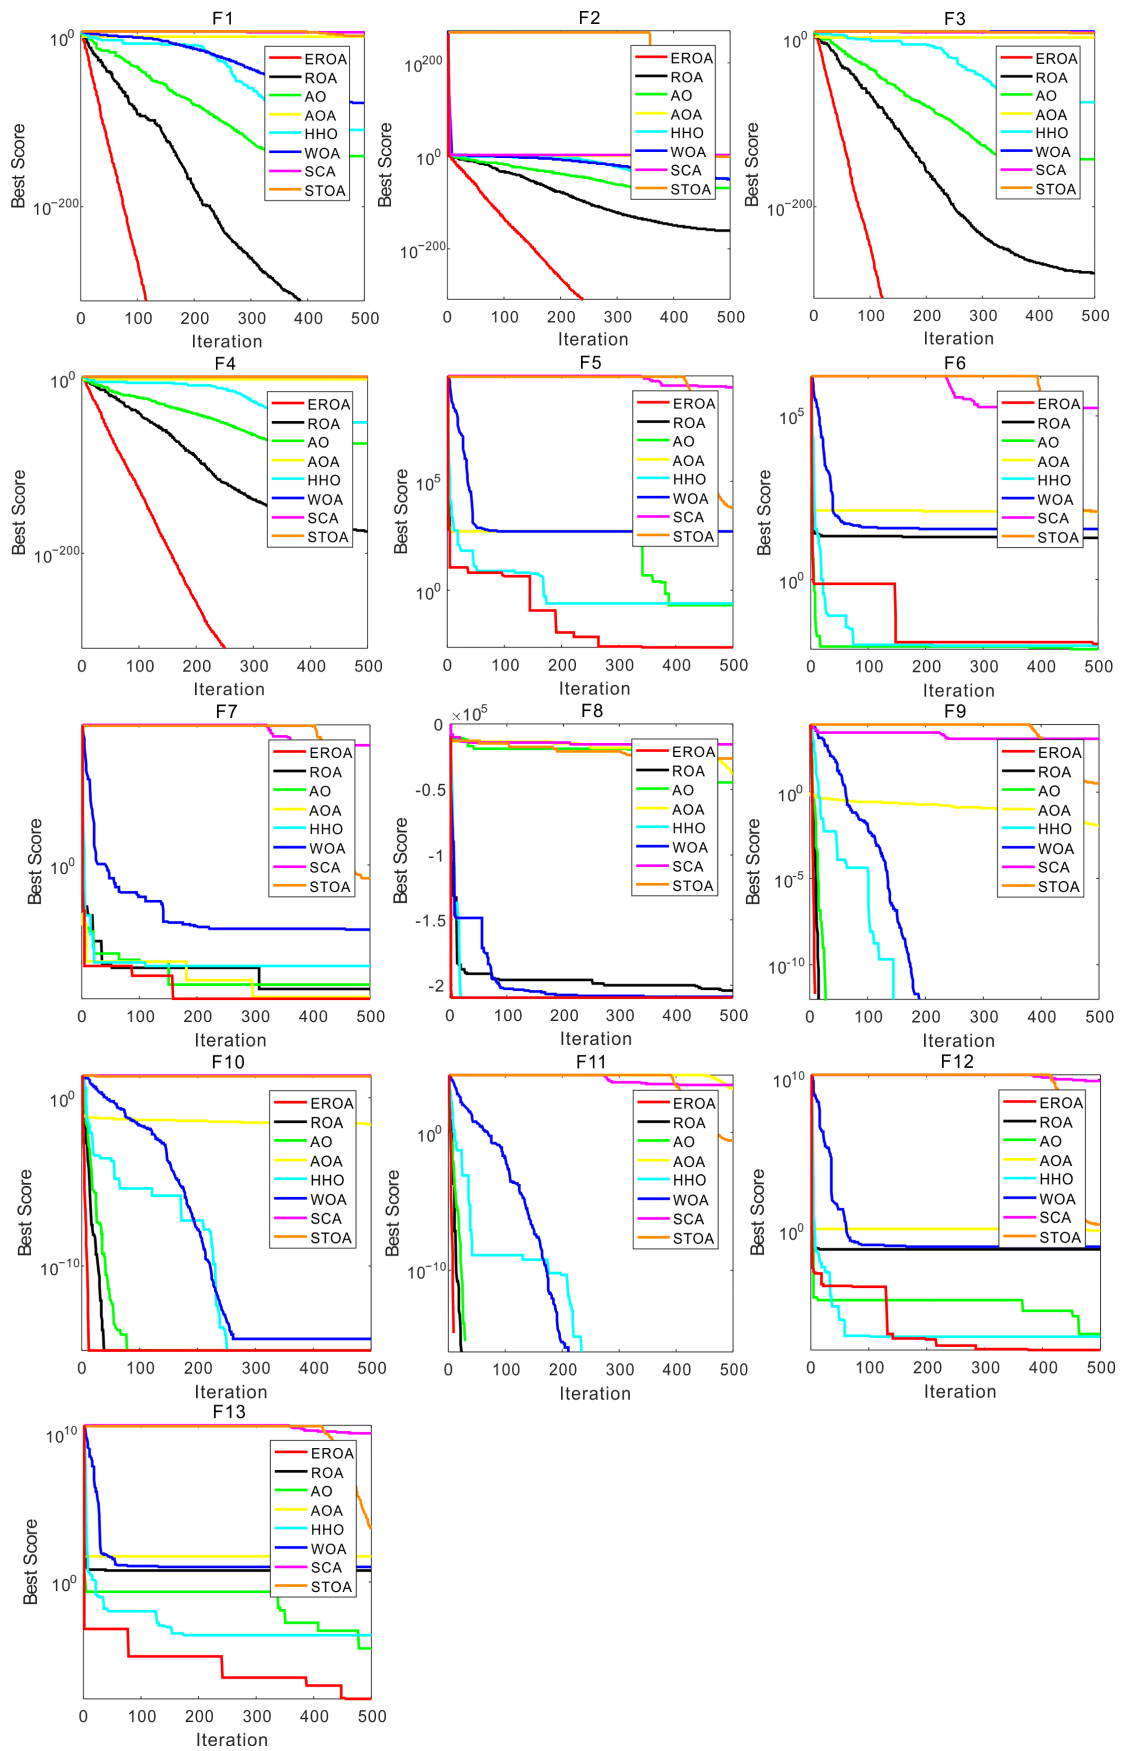 F1
10^0
10^-200
Best Score
EROA
ROA
AO
AOA
HHO
WOA
SCA
STOA
0 100 200 300 400 500
Iteration
F2
10^200
10^0
10^-200
Best Score
EROA
ROA
AO
AOA
HHO
WOA
SCA
STOA
0 100 200 300 400 500
Iteration
F3
10^0
10^-200
Best Score
EROA
ROA
AO
AOA
HHO
WOA
SCA
STOA
0 100 200 300 400 500
Iteration
F4
10^0
10^-200
Best Score
EROA
ROA
AO
AOA
HHO
WOA
SCA
STOA
0 100 200 300 400 500
Iteration
F5
10^5
10^0
Best Score
EROA
ROA
AO
AOA
HHO
WOA
SCA
STOA
0 100 200 300 400 500
Iteration
F6
10^5
10^0
Best Score
EROA
ROA
AO
AOA
HHO
WOA
SCA
STOA
0 100 200 300 400 500
Iteration
F7
10^0
Best Score
EROA
ROA
AO
AOA
HHO
WOA
SCA
STOA
0 100 200 300 400 500
Iteration
F8
×10^5
0
-0.5
-1
-1.5
-2
Best Score
EROA
ROA
AO
AOA
HHO
WOA
SCA
STOA
0 100 200 300 400 500
Iteration
F9
10^0
10^-5
10^-10
Best Score
EROA
ROA
AO
AOA
HHO
WOA
SCA
STOA
0 100 200 300 400 500
Iteration
F10
10^0
10^-10
Best Score
EROA
ROA
AO
AOA
HHO
WOA
SCA
STOA
0 100 200 300 400 500
Iteration
F11
10^0
10^-10
Best Score
EROA
ROA
AO
AOA
HHO
WOA
SCA
STOA
0 100 200 300 400 500
Iteration
F12
10^10
10^0
Best Score
EROA
ROA
AO
AOA
HHO
WOA
SCA
STOA
0 100 200 300 400 500
Iteration
F13
10^10
10^0
Best Score
EROA
ROA
AO
AOA
HHO
WOA
SCA
STOA
0 100 200 300 400 500
Iteration